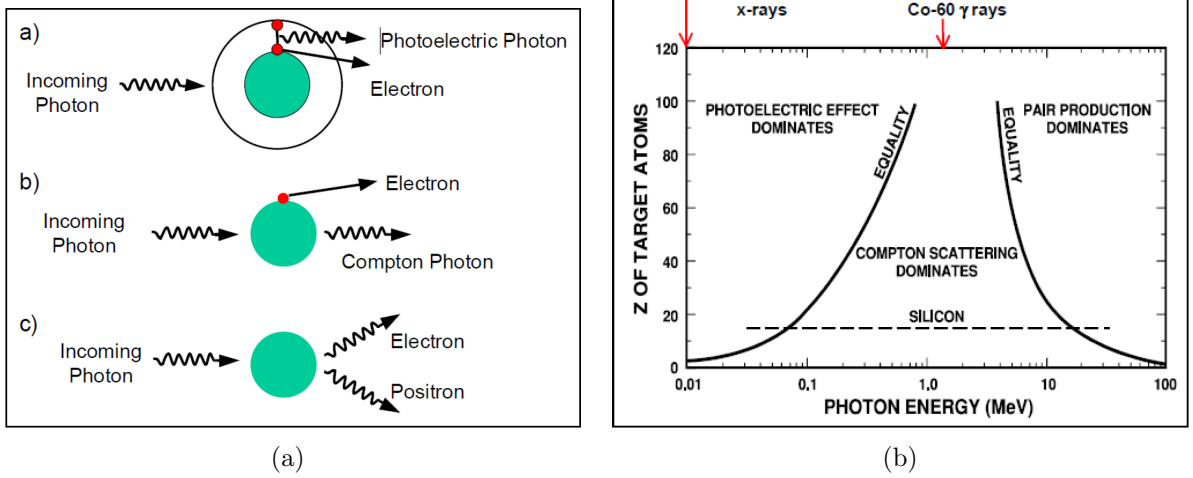 a)
Photoelectric Photon
Incoming
Photon
Electron
b)
Electron
Incoming
Photon
Compton Photon
c)
Incoming
Photon
Electron
Positron
(a)
x-rays
Co-60 γ rays
120
100
80
60
40
20
0
Z OF TARGET ATOMS
PHOTOELECTRIC EFFECT
DOMINATES
EQUALITY
EQUALITY
PAIR PRODUCTION
DOMINATES
COMPTON SCATTERING
DOMINATES
SILICON
0.01
0.1
1.0
10
100
PHOTON ENERGY (MeV)
(b)